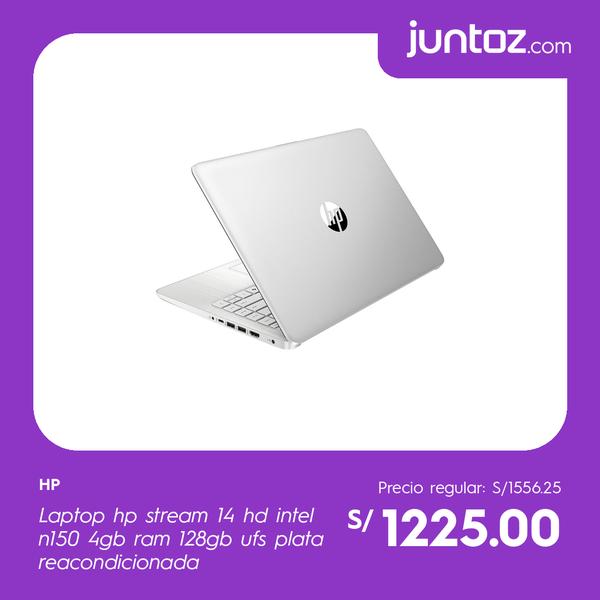 juntoz.com
hp
HP
Laptop hp stream 14 hd intel
n150 4gb ram 128gb ufs plata
reacondicionada
Precio regular: S/1556.25
S/ 1225.00